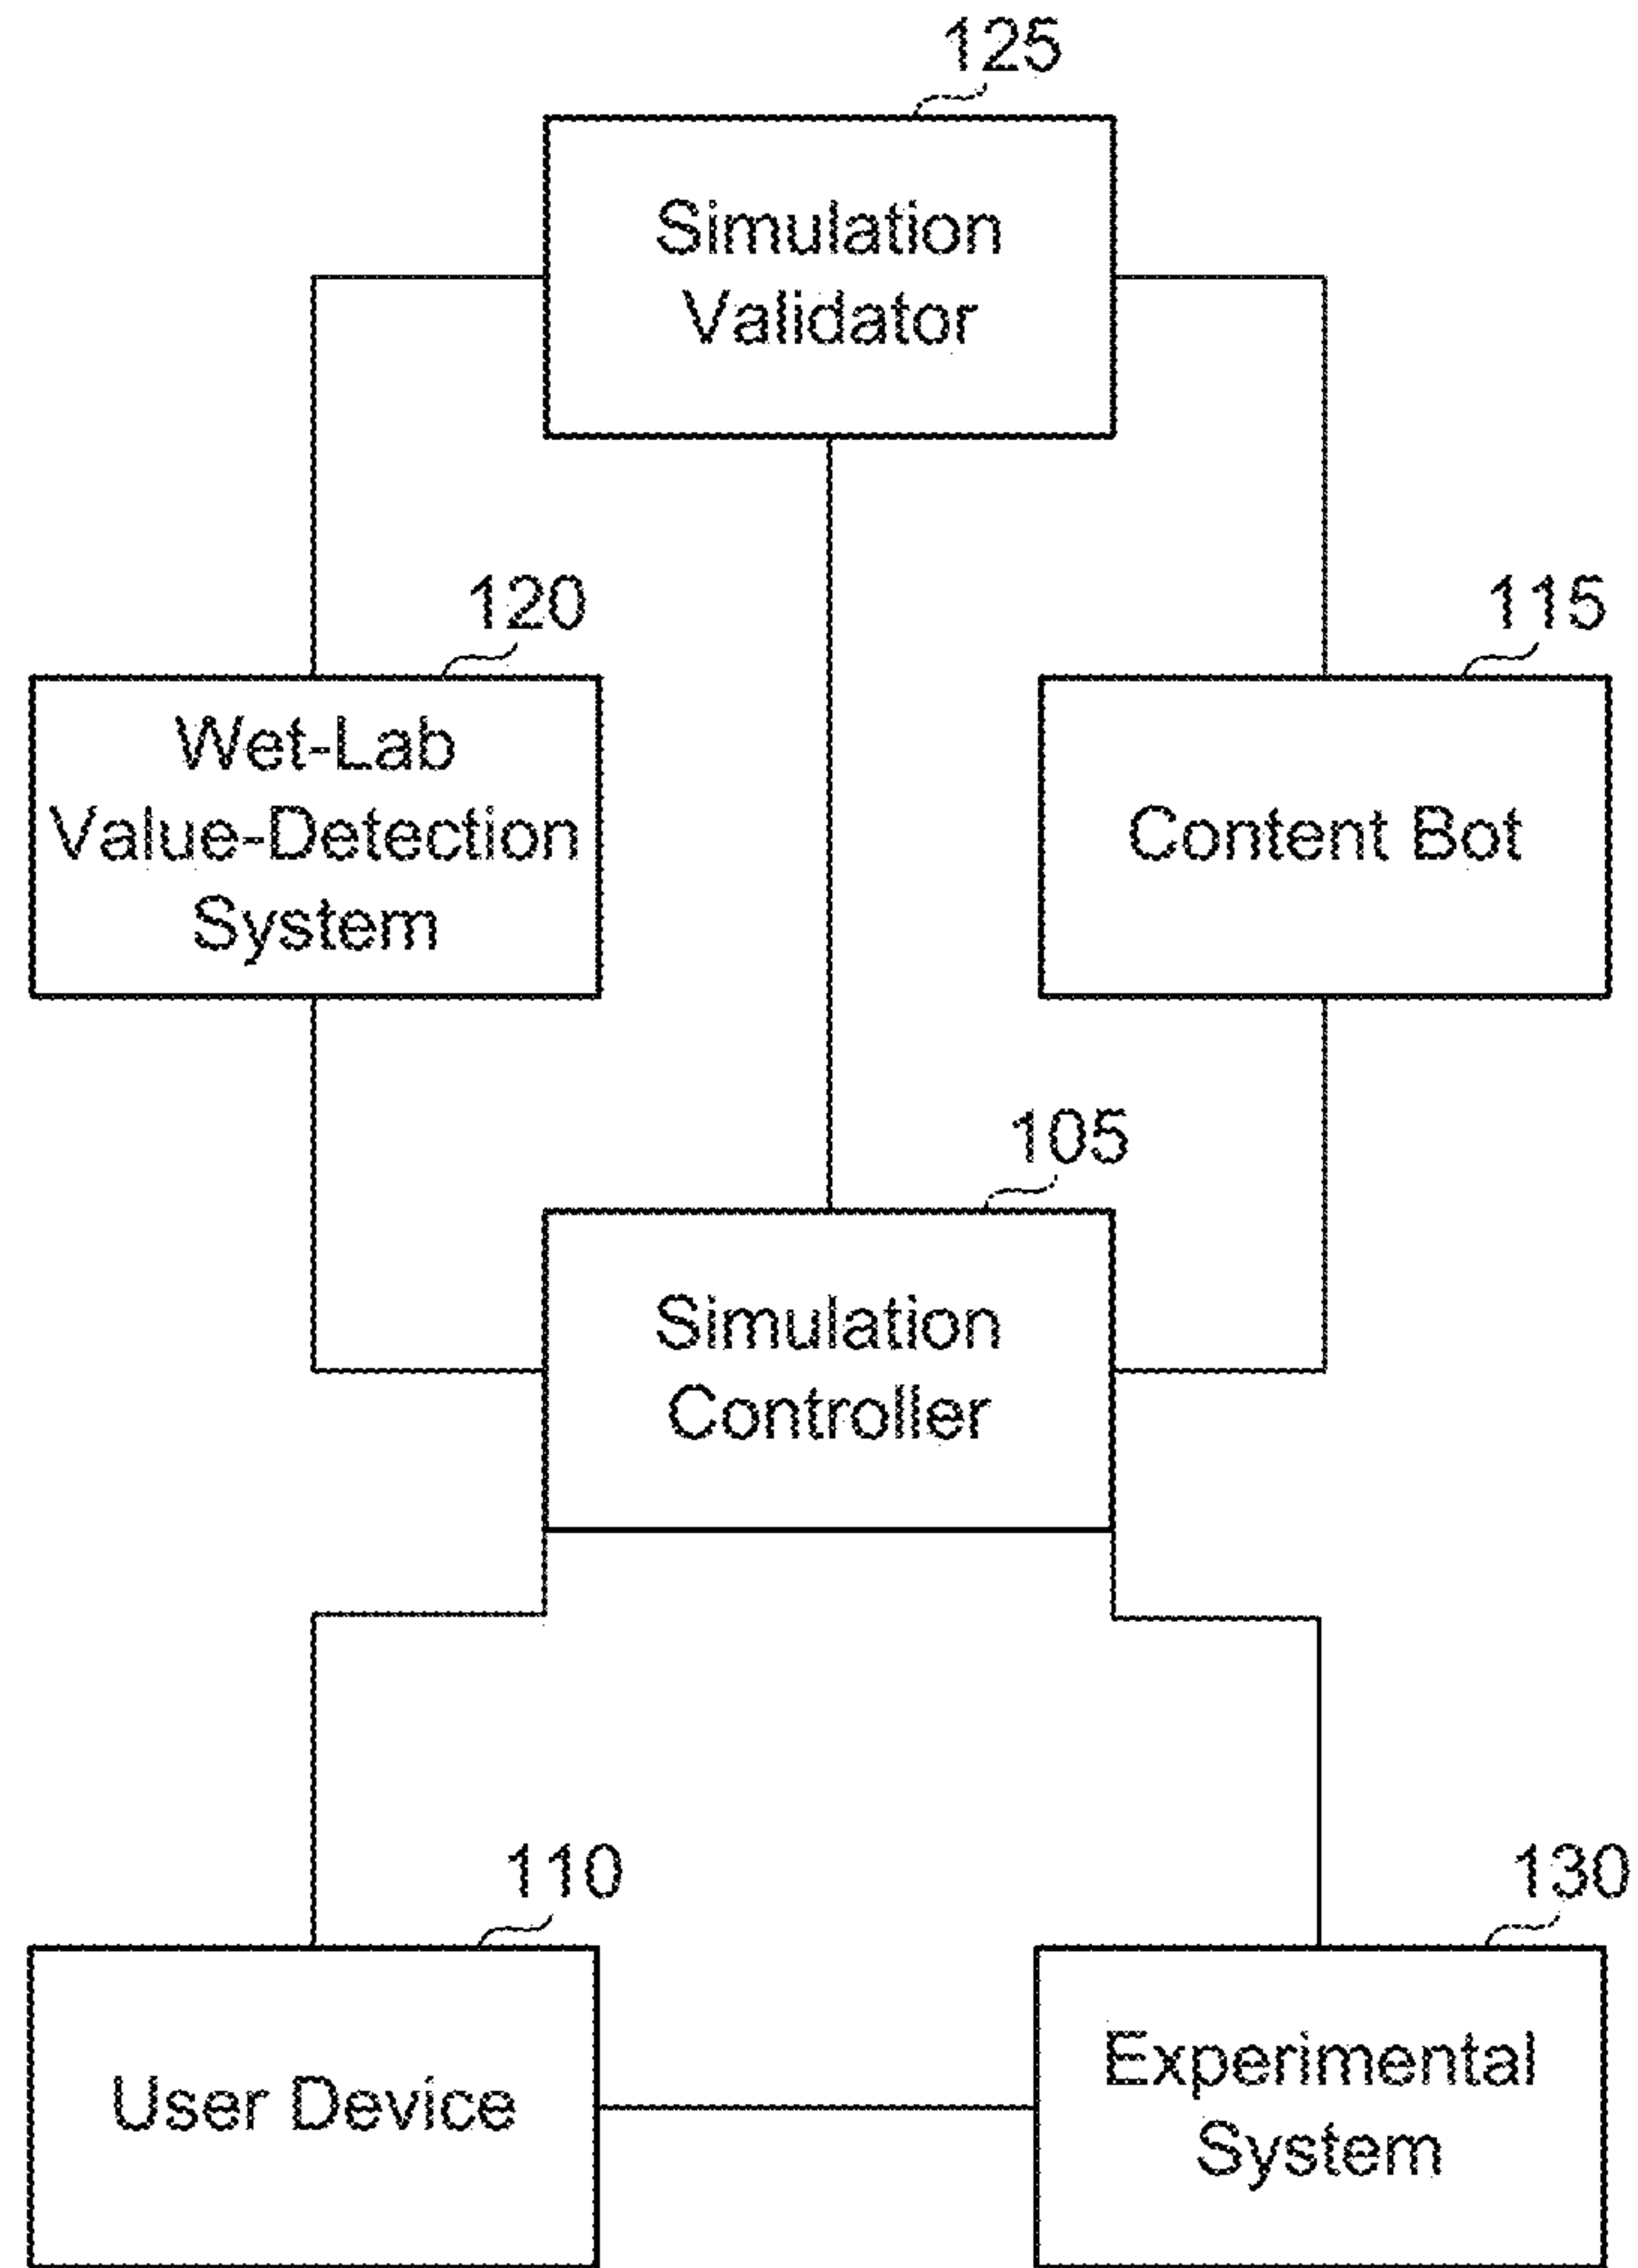 125
Simulation
Validator
120
115
Wet-Lab
Value-Detection
System
Content Bot
105
Simulation
Controller
110
130
User Device
Experimental
System